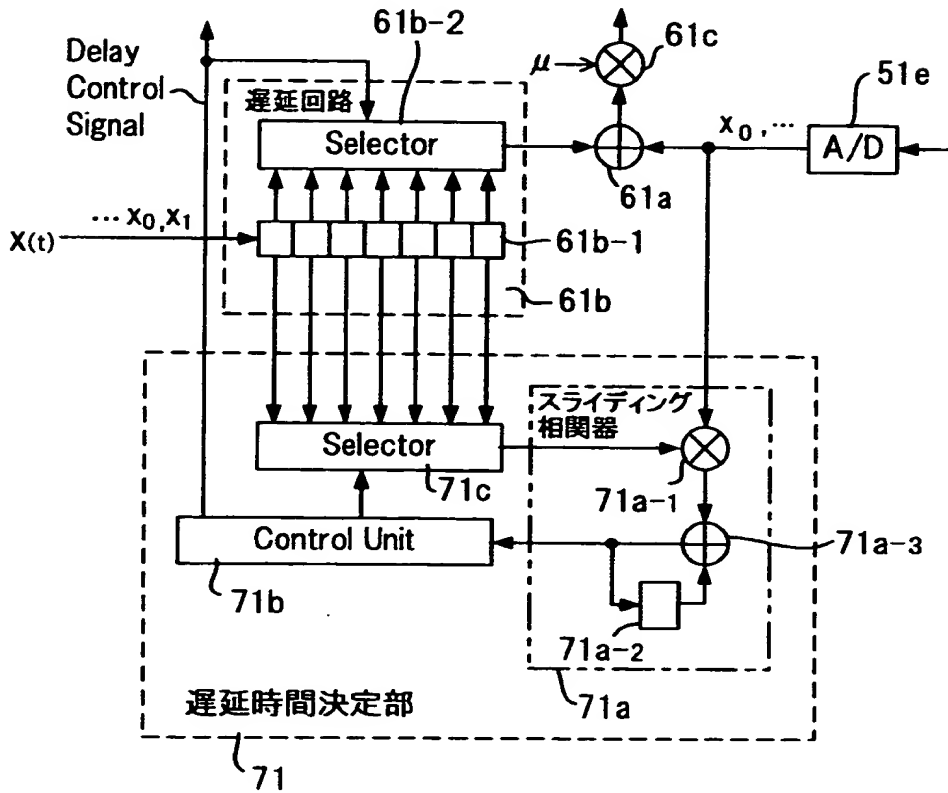 61b-2
61c
Delay
Control
Signal
μ
51e
遅延回路
Selector
x0,⋯
A/D
61a
⋯x0,x1
X(t)
61b-1
61b
スライディング
相関器
Selector
71c
71a-1
Control Unit
71a-3
71b
71a-2
71a
遅延時間決定部
71